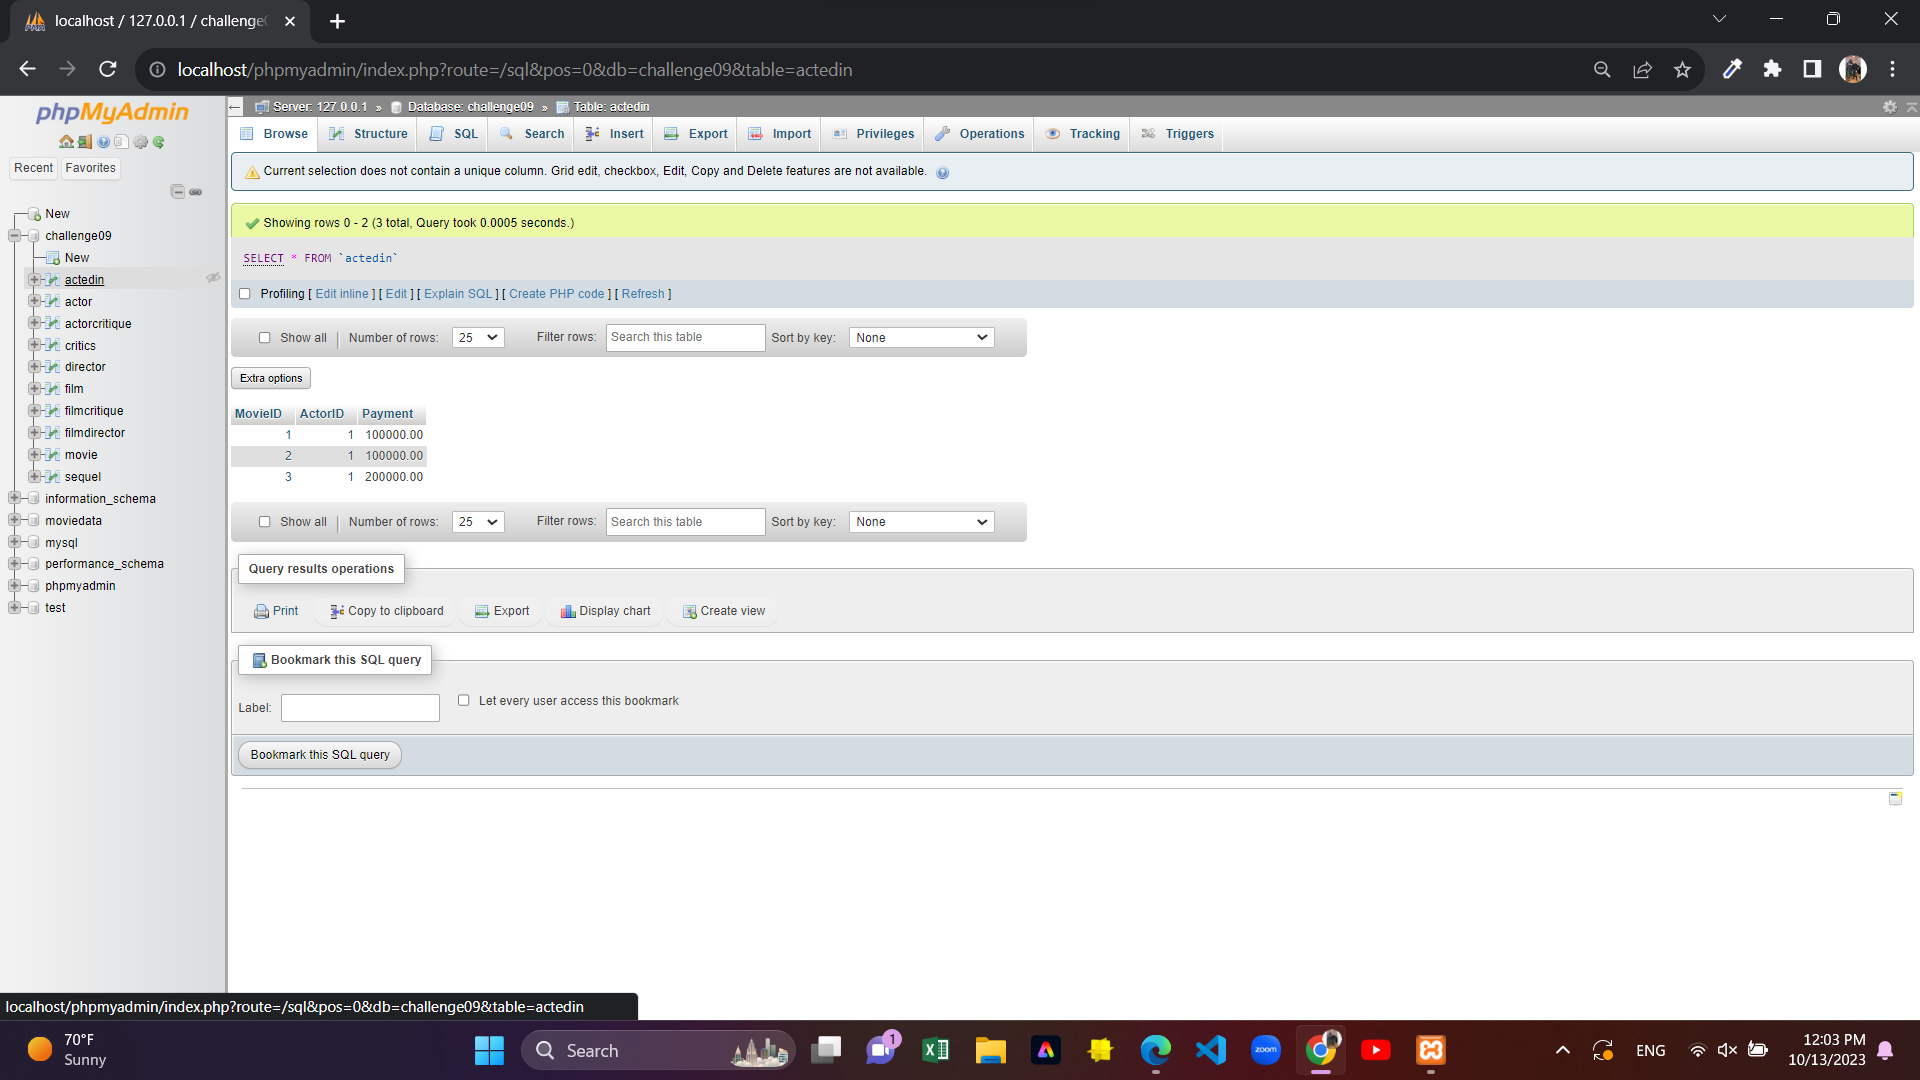 localhost / 127.0.0.1 / challenge0
localhost/phpmyadmin/index.php?route=/sql&pos=0&db=challenge09&table=actedin
phpMyAdmin
Recent Favorites
New
challenge09
New
actedin
actor
actorcritique
critics
director
film
filmcritique
filmdirector
movie
sequel
information_schema
moviedata
mysql
performance_schema
phpmyadmin
test
Server: 127.0.0.1 » Database: challenge09 » Table: actedin
Browse Structure SQL Search Insert Export Import Privileges Operations Tracking Triggers
Current selection does not contain a unique column. Grid edit, checkbox, Edit, Copy and Delete features are not available.
Showing rows 0 - 2 (3 total, Query took 0.0005 seconds.)
SELECT * FROM `actedin`
Profiling [ Edit inline ] [ Edit ] [ Explain SQL ] [ Create PHP code ] [ Refresh ]
Show all | Number of rows: 25 Filter rows: Search this table Sort by key: None
Extra options
MovieID ActorID Payment
1 1 100000.00
2 1 100000.00
3 1 200000.00
Show all | Number of rows: 25 Filter rows: Search this table Sort by key: None
Query results operations
Print Copy to clipboard Export Display chart Create view
Bookmark this SQL query
Label: Let every user access this bookmark
Bookmark this SQL query
localhost/phpmyadmin/index.php?route=/sql&pos=0&db=challenge09&table=actedin
70°F
Sunny
Search
1
zoom
ENG
12:03 PM
10/13/2023